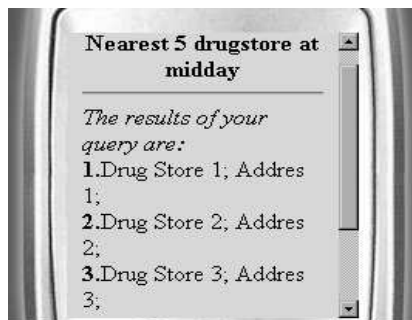 Nearest 5 drugstore at
midday
The results of your
query are:
1.Drug Store 1; Addres
1;
2.Drug Store 2; Addres
2;
3.Drug Store 3; Addres
3;